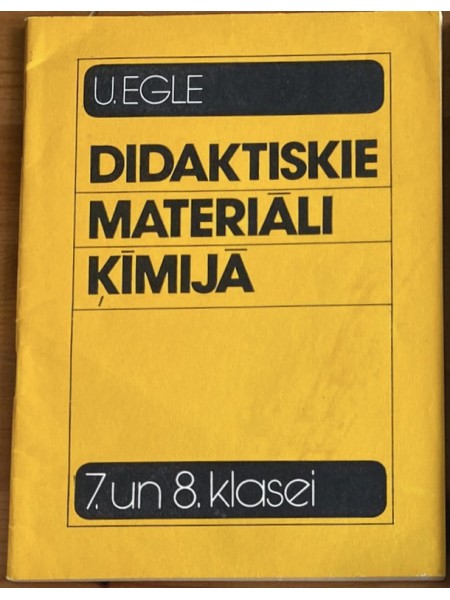 U. EGLE
DIDAKTISKIE
MATERIĀLI
ĶĪMIJĀ
7. un 8. klasei